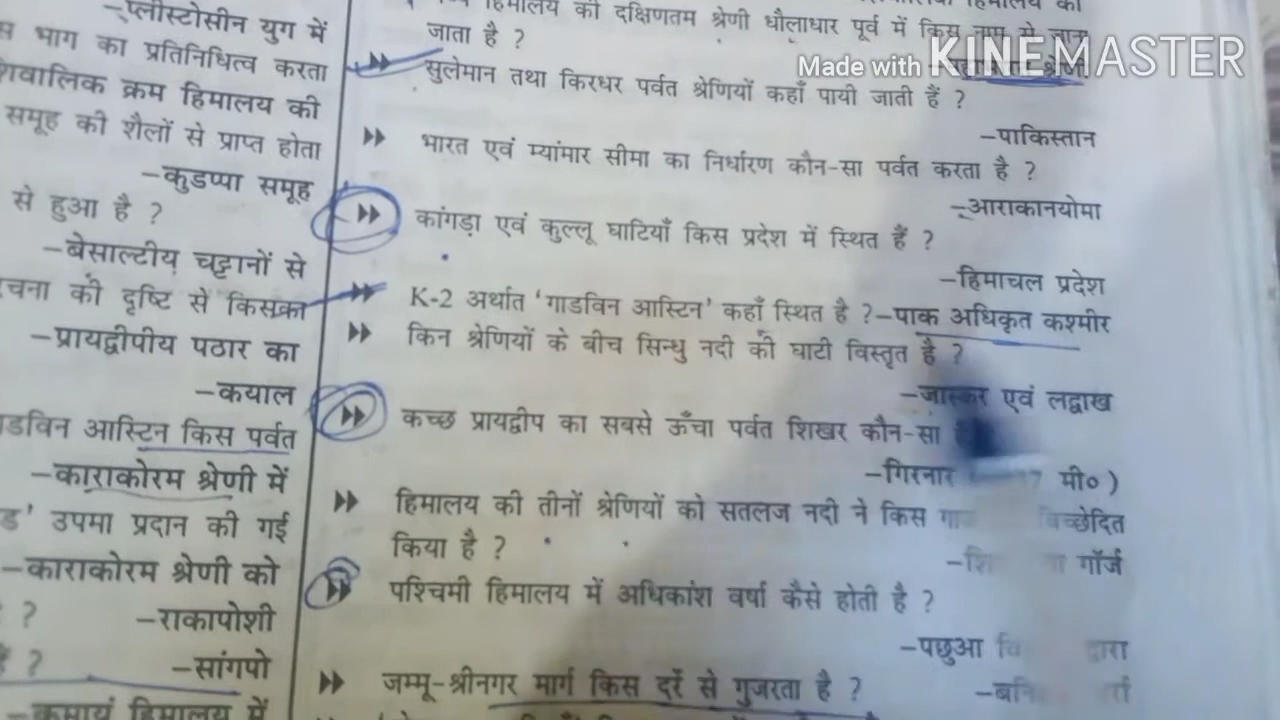 प्लीस्टोसीन युग में
भाग का प्रतिनिधित्व करता
शिवालिक क्रम हिमालय की
समूह की शैलों से प्राप्त होता
–कुडप्पा समूह
से हुआ है ?
–बेसाल्टीय चट्टानों से
की दृष्टि से किसका
–प्रायद्वीपीय पठार का
–कयाल
आस्टिन किस पर्वत
–काराकोरम श्रेणी में
उपमा प्रदान की गई
–काराकोरम श्रेणी को
?
–राकापोशी
?
–सांगपो
हिमालय में
हिमालय की दक्षिणतम श्रेणी धौलाधार पूर्व में किस नाम से
जाता है ?
Made with KINEMASTER
सुलेमान तथा किरधर पर्वत श्रेणियों कहाँ पायी जाती हैं ?
–पाकिस्तान
भारत एवं म्यांमार सीमा का निर्धारण कौन-सा पर्वत करता है ?
–आराकानयोमा
कांगड़ा एवं कुल्लू घाटियाँ किस प्रदेश में स्थित हैं ?
–हिमाचल प्रदेश
K-2 अर्थात 'गाडविन आस्टिन' कहाँ स्थित है ?–पाक अधिकृत कश्मीर
किन श्रेणियों के बीच सिन्धु नदी की घाटी विस्तृत है ?
–जास्कर एवं लद्दाख
कच्छ प्रायद्वीप का सबसे ऊँचा पर्वत शिखर कौन-सा
–गिरनार मी०)
हिमालय की तीनों श्रेणियों को सतलज नदी ने किस विच्छेदित
किया है ?
गॉर्ज
पश्चिमी हिमालय में अधिकांश वर्षा कैसे होती है ?
–पछुआ द्वारा
जम्मू-श्रीनगर मार्ग किस दर्रे से गुजरता है ?